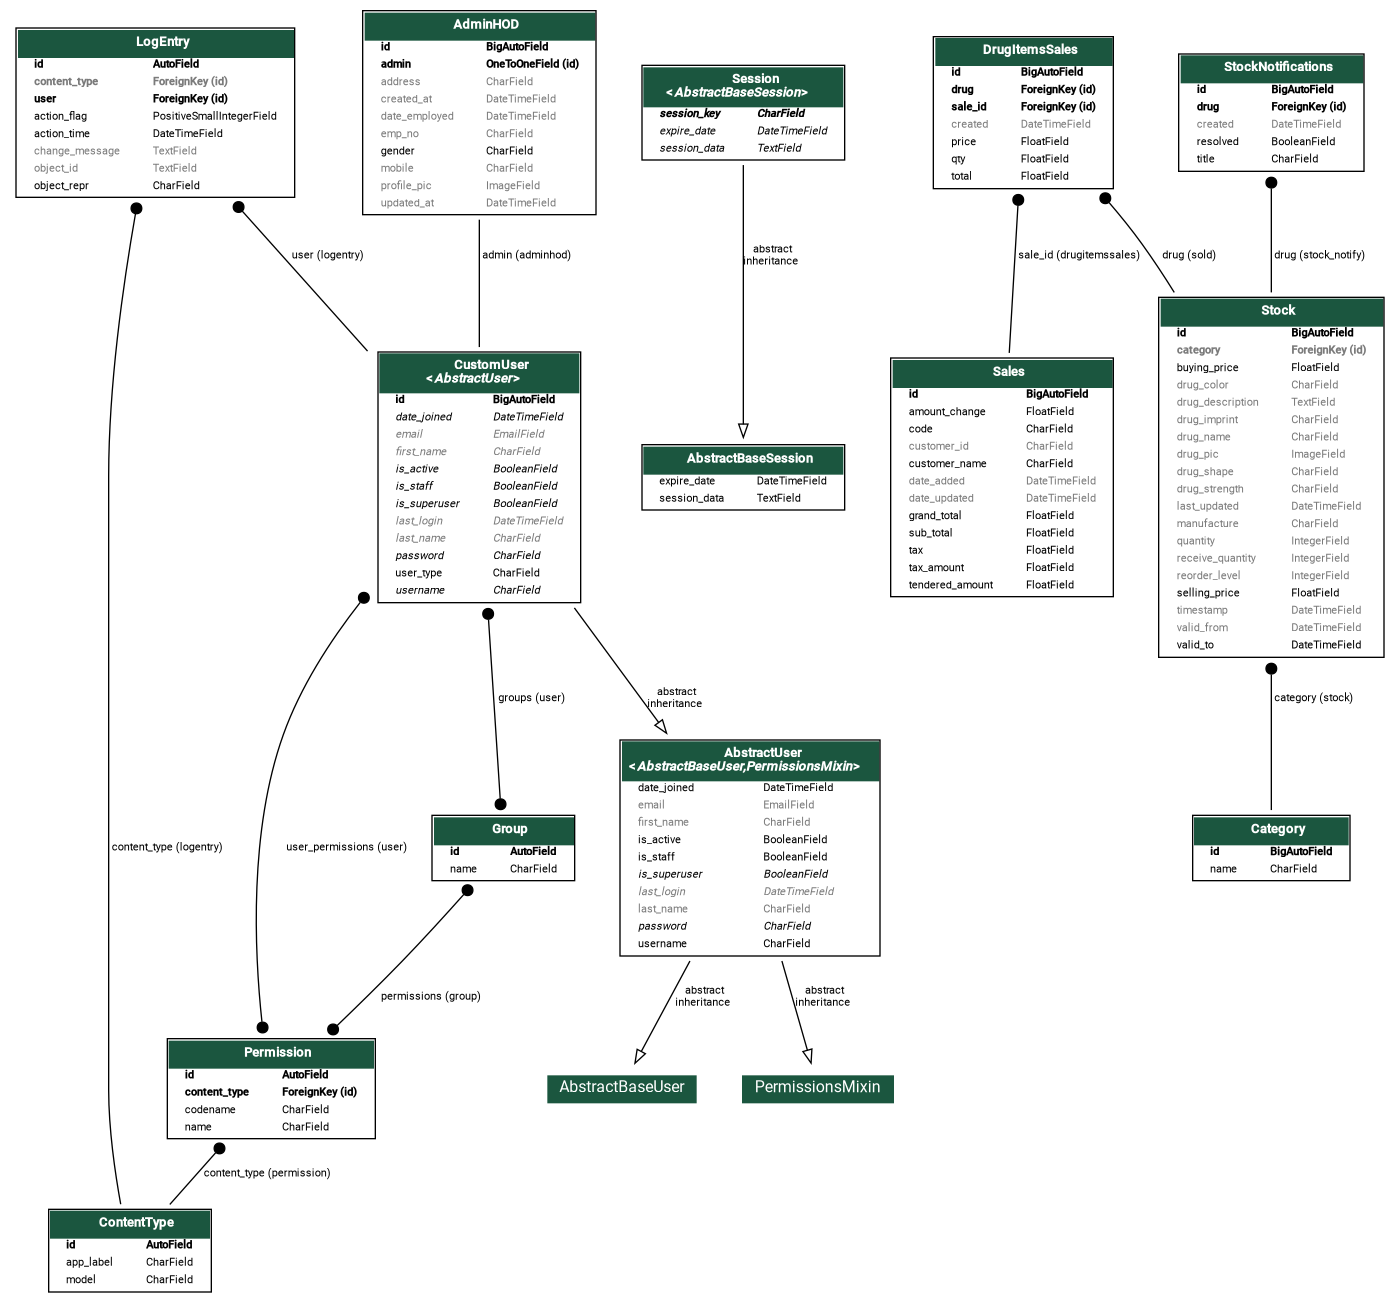 LogEntry
id AutoField
content_type ForeignKey (id)
user ForeignKey (id)
action_flag PositiveSmallIntegerField
action_time DateTimeField
change_message TextField
object_id TextField
object_repr CharField
AdminHOD
id BigAutoField
admin OneToOneField (id)
address CharField
created_at DateTimeField
date_employed DateTimeField
emp_no CharField
gender CharField
mobile CharField
profile_pic ImageField
updated_at DateTimeField
Session
<AbstractBaseSession>
session_key CharField
expire_date DateTimeField
session_data TextField
DrugItemsSales
id BigAutoField
drug ForeignKey (id)
sale_id ForeignKey (id)
created DateTimeField
price FloatField
qty FloatField
total FloatField
StockNotifications
id BigAutoField
drug ForeignKey (id)
created DateTimeField
resolved BooleanField
title CharField
user (logentry)
admin (adminhod)
abstract
inheritance
sale_id (drugitemssales)
drug (sold)
drug (stock_notify)
CustomUser
<AbstractUser>
id BigAutoField
date_joined DateTimeField
email EmailField
first_name CharField
is_active BooleanField
is_staff BooleanField
is_superuser BooleanField
last_login DateTimeField
last_name CharField
password CharField
user_type CharField
username CharField
AbstractBaseSession
expire_date DateTimeField
session_data TextField
Sales
id BigAutoField
amount_change FloatField
code CharField
customer_id CharField
customer_name CharField
date_added DateTimeField
date_updated DateTimeField
grand_total FloatField
sub_total FloatField
tax FloatField
tax_amount FloatField
tendered_amount FloatField
Stock
id BigAutoField
category ForeignKey (id)
buying_price FloatField
drug_color CharField
drug_description TextField
drug_imprint CharField
drug_name CharField
drug_pic ImageField
drug_shape CharField
drug_strength CharField
last_updated DateTimeField
manufacture CharField
quantity IntegerField
receive_quantity IntegerField
reorder_level IntegerField
selling_price FloatField
timestamp DateTimeField
valid_from DateTimeField
valid_to DateTimeField
groups (user)
abstract
inheritance
category (stock)
content_type (logentry)
user_permissions (user)
Group
id AutoField
name CharField
AbstractUser
<AbstractBaseUser,PermissionsMixin>
date_joined DateTimeField
email EmailField
first_name CharField
is_active BooleanField
is_staff BooleanField
is_superuser BooleanField
last_login DateTimeField
last_name CharField
password CharField
username CharField
Category
id BigAutoField
name CharField
permissions (group)
abstract
inheritance
abstract
inheritance
Permission
id AutoField
content_type ForeignKey (id)
codename CharField
name CharField
AbstractBaseUser
PermissionsMixin
content_type (permission)
ContentType
id AutoField
app_label CharField
model CharField